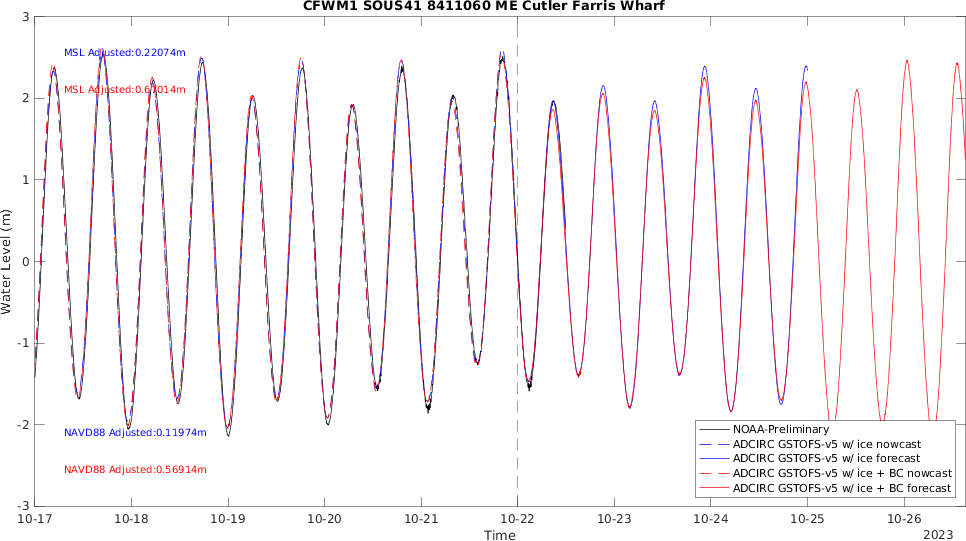 CFWM1 SOUS41 8411060 ME Cutler Farris Wharf
3
2
1
0
-1
-2
-3
Water Level (m)
MSL Adjusted:0.22074m
MSL Adjusted:0.67014m
NAVD88 Adjusted:0.11974m
NAVD88 Adjusted:0.56914m
NOAA-Preliminary
ADCIRC GSTOFS-v5 w/ ice nowcast
ADCIRC GSTOFS-v5 w/ ice forecast
ADCIRC GSTOFS-v5 w/ ice + BC nowcast
ADCIRC GSTOFS-v5 w/ ice + BC forecast
10-17 10-18 10-19 10-20 10-21 10-22 10-23 10-24 10-25 10-26
Time
2023